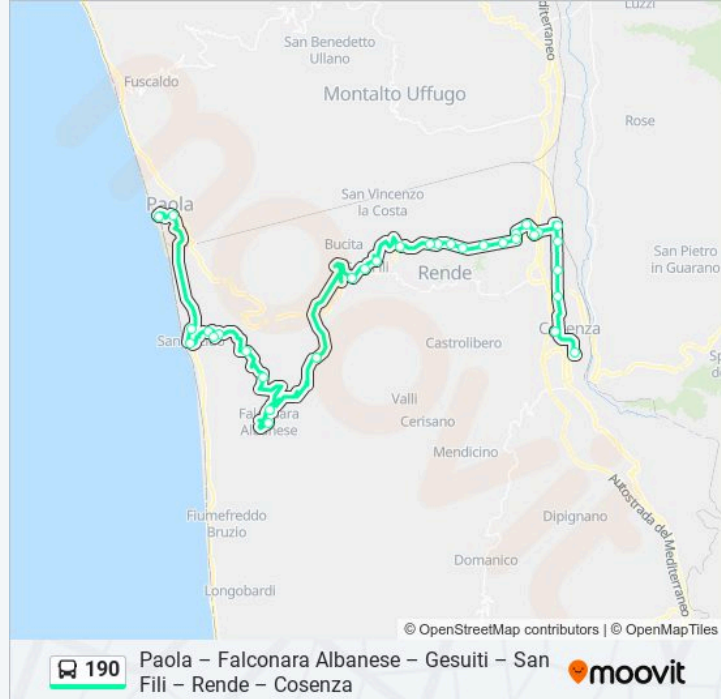 Luzzi
San Benedetto
Ullano
Fuscaldo
Montalto Uffugo
Rose
San Vincenzo
la Costa
Paola
Bucita
Rende
San Pietro
in Guarano
Cosenza
Castrolibero
Falconara
Albanese
Valli
Cerisano
Mendicino
Autostrada del Mediterraneo
Fiumefreddo
Bruzio
Dipignano
Domanico
Longobardi
© OpenStreetMap contributors | © OpenMapTiles
190
Paola – Falconara Albanese – Gesuiti – San
Fili – Rende – Cosenza
moovit